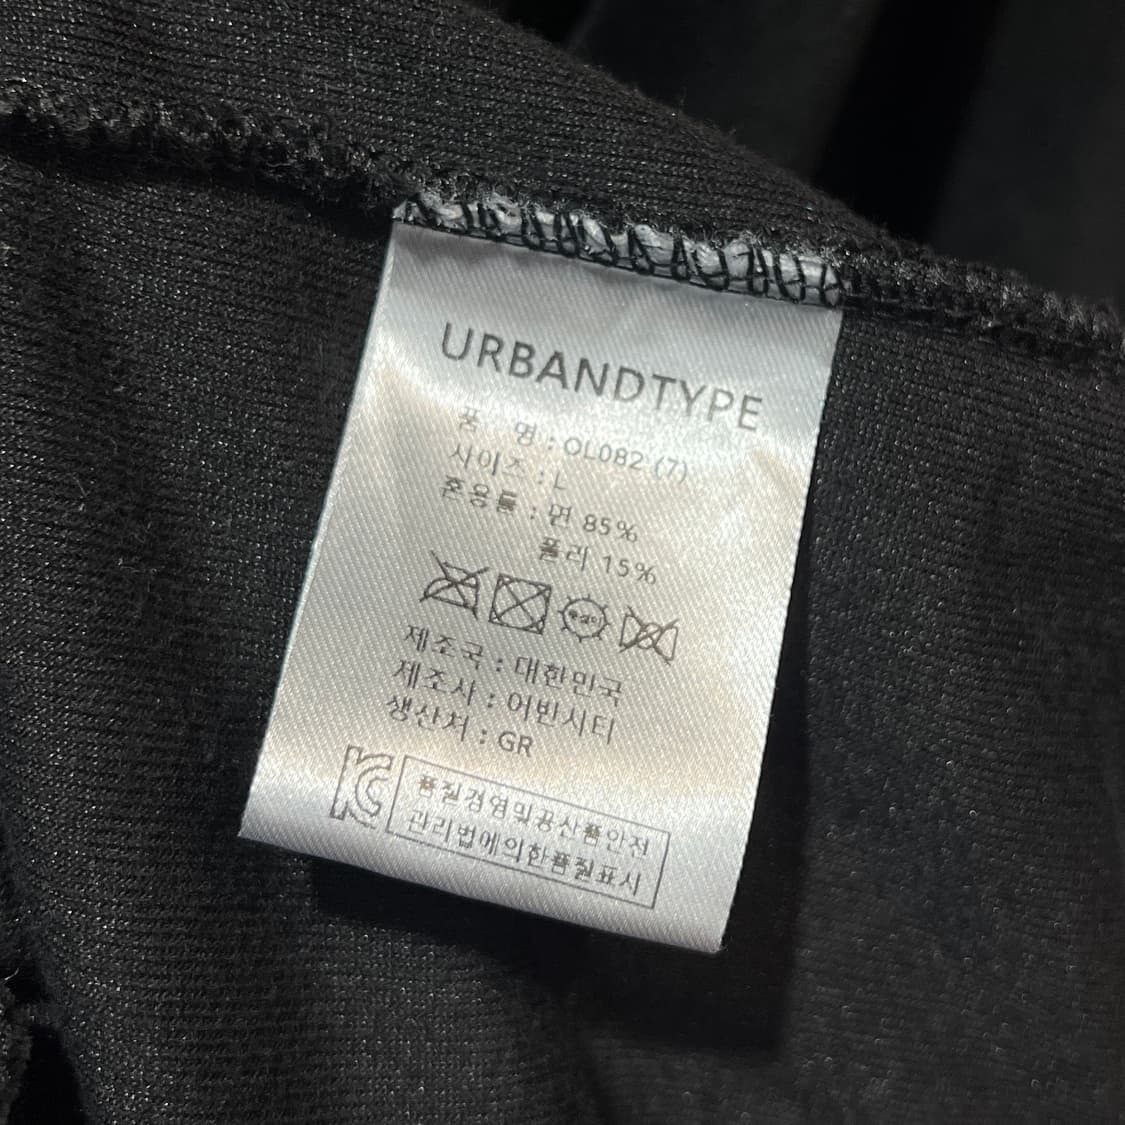 URBANDTYPE
품 명 : OL082 (7)
사이즈 : L
혼용률 : 면 85%
폴리 15%
제조국 : 대한민국
제조사 : 어반시티
생산처 : GR
KC
품질경영및공산품안전
관리법에의한품질표시